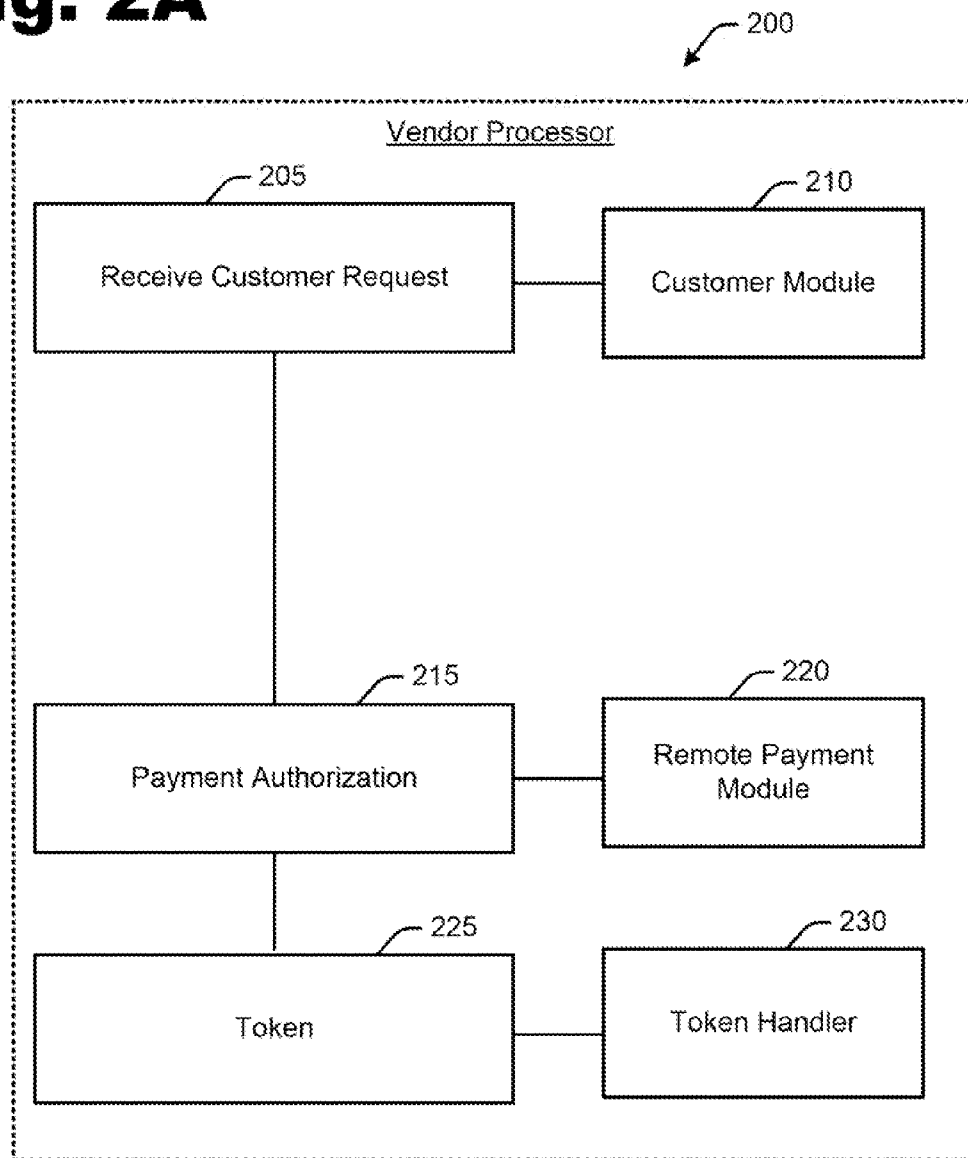 ig. 2A
200
Vendor Processor
205
210
Receive Customer Request
Customer Module
215
220
Payment Authorization
Remote Payment
Module
225
230
Token
Token Handler